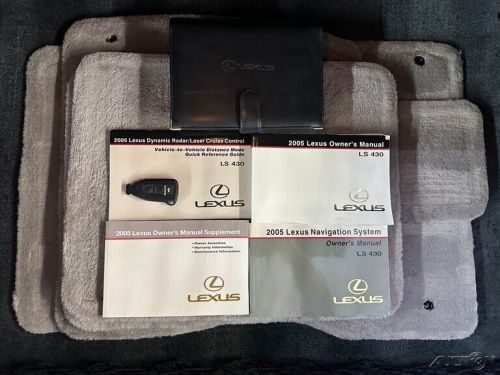 LEXUS
2005 Lexus Dynamic Radar/Laser Cruise Control
Vehicle-to-Vehicle Distance Mode
Quick Reference Guide
LS 430
LEXUS
2005 Lexus Owner's Manual
LS 430
LEXUS
2005 Lexus Owner's Manual Supplement
• Owner Amenities
• Warranty Information
• Maintenance Information
LEXUS
2005 Lexus Navigation System
Owner's Manual
LS 430
LEXUS